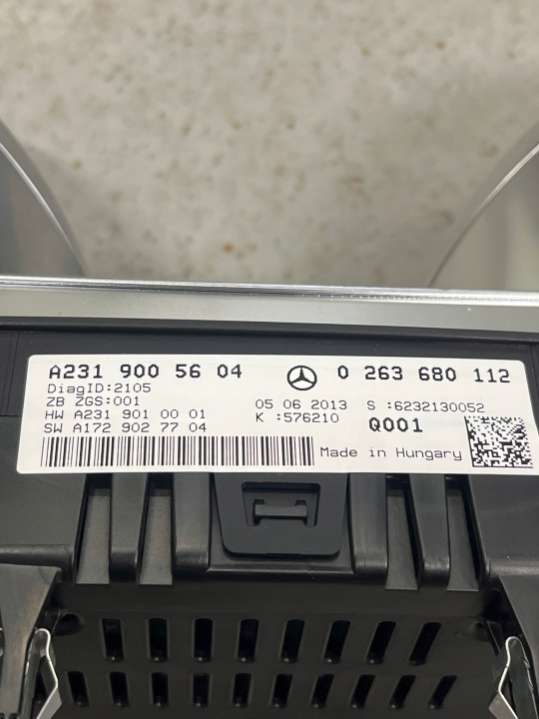 A231 900 56 04 0 263 680 112
DiagID:2105
ZB ZGS:001 05 06 2013 S :6232130052
HW A231 901 00 01 K :576210 Q001
SW A172 902 77 04
Made in Hungary